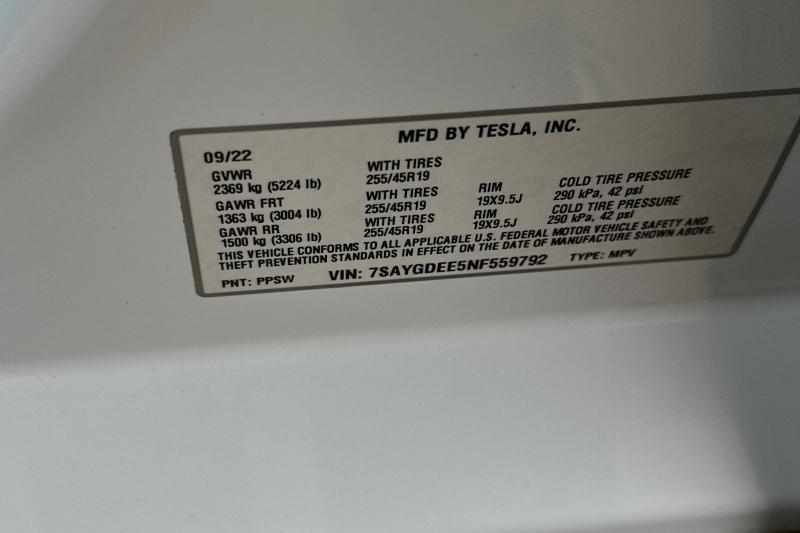 MFD BY TESLA, INC.
09/22
GVWR WITH TIRES
2369 kg (5224 lb) 255/45R19 RIM COLD TIRE PRESSURE
GAWR FRT WITH TIRES 19X9.5J 290 kPa, 42 psi
1363 kg (3004 lb) 255/45R19 RIM COLD TIRE PRESSURE
GAWR RR WITH TIRES 19X9.5J 290 kPa, 42 psi
1500 kg (3306 lb) 255/45R19
THIS VEHICLE CONFORMS TO ALL APPLICABLE U.S. FEDERAL MOTOR VEHICLE SAFETY AND
THEFT PREVENTION STANDARDS IN EFFECT ON THE DATE OF MANUFACTURE SHOWN ABOVE.
PNT: PPSW VIN: 7SAYGDEE5NF559792 TYPE: MPV